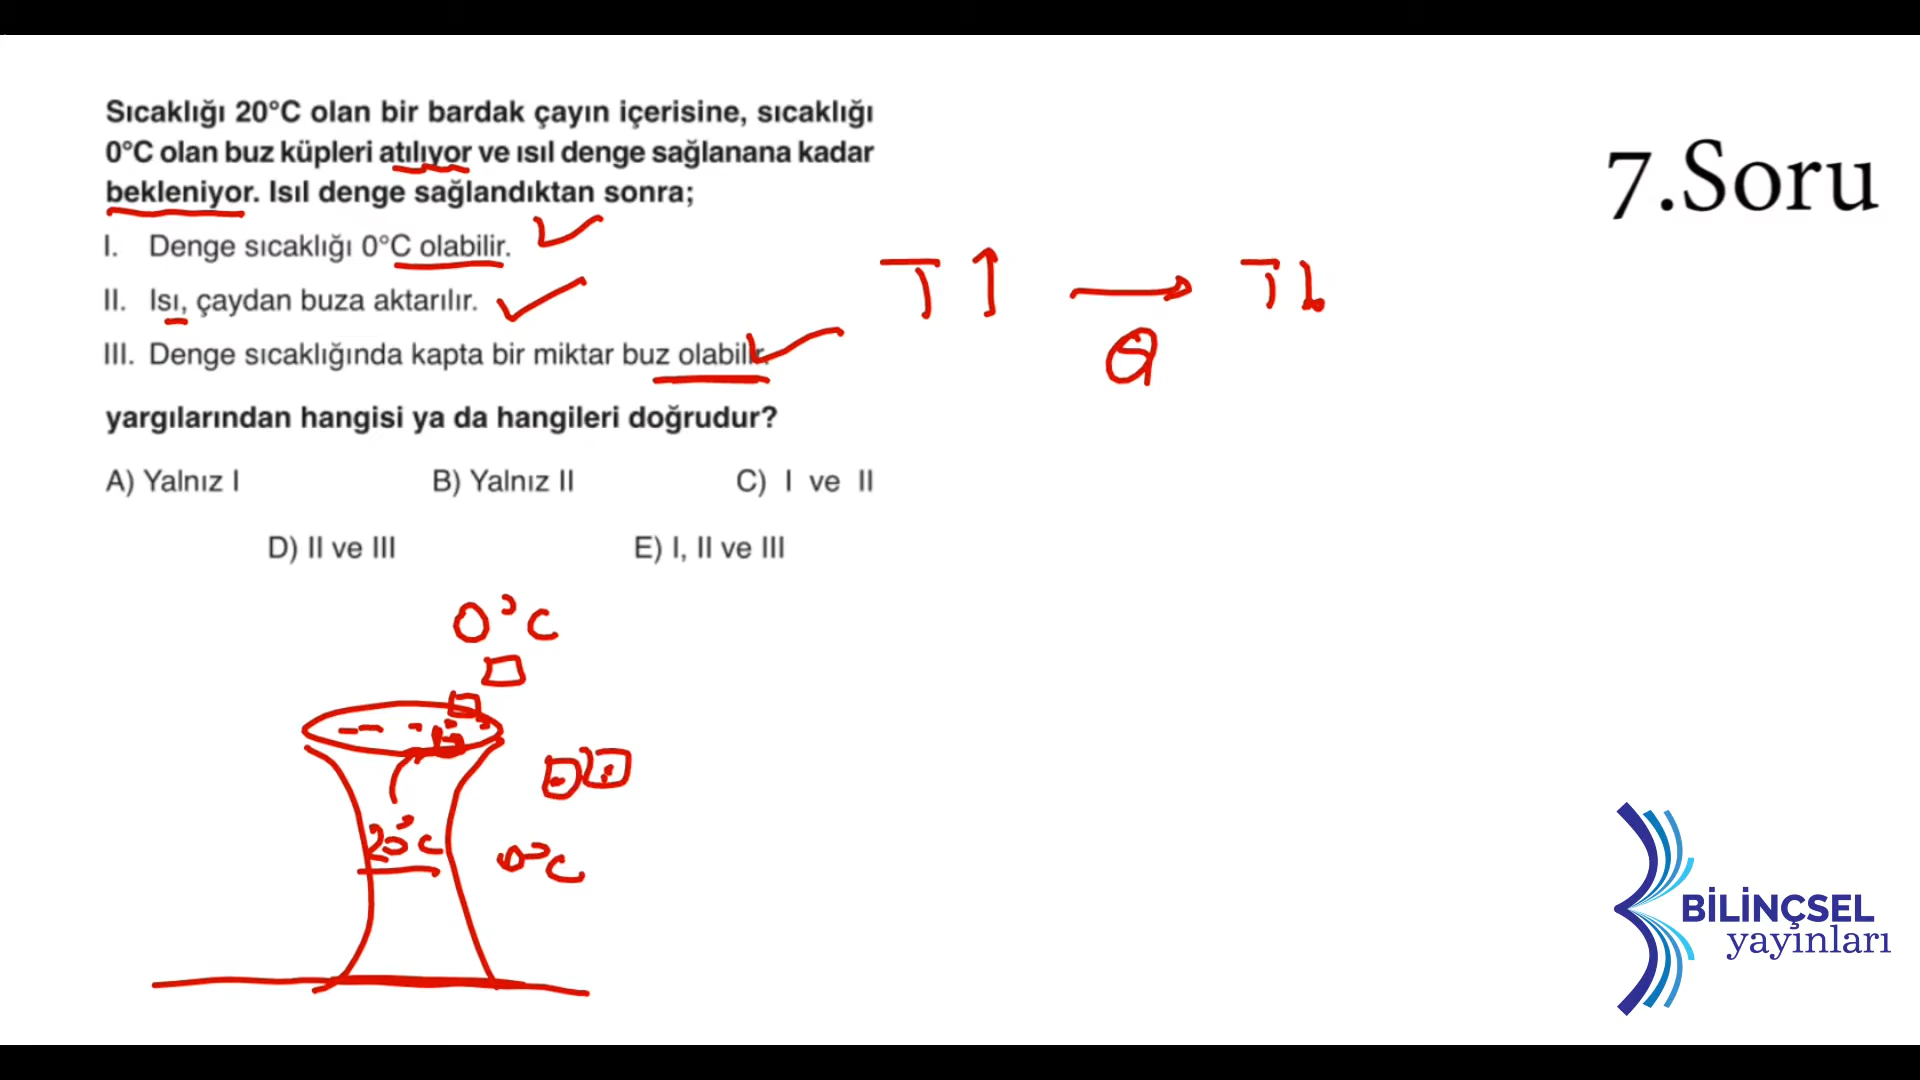 Sıcaklığı 20°C olan bir bardak çayın içerisine, sıcaklığı
0°C olan buz küpleri atılıyor ve ısıl denge sağlanana kadar
bekleniyor. Isıl denge sağlandıktan sonra;
I. Denge sıcaklığı 0°C olabilir.
II. Isı, çaydan buza aktarılır.
III. Denge sıcaklığında kapta bir miktar buz olabilir.
yargılarından hangisi ya da hangileri doğrudur?
A) Yalnız I B) Yalnız II C) I ve II
D) II ve III E) I, II ve III
7.Soru
T↑ → T↓
Q
0°C
20°C
0°C
BİLİNÇSEL
yayınları